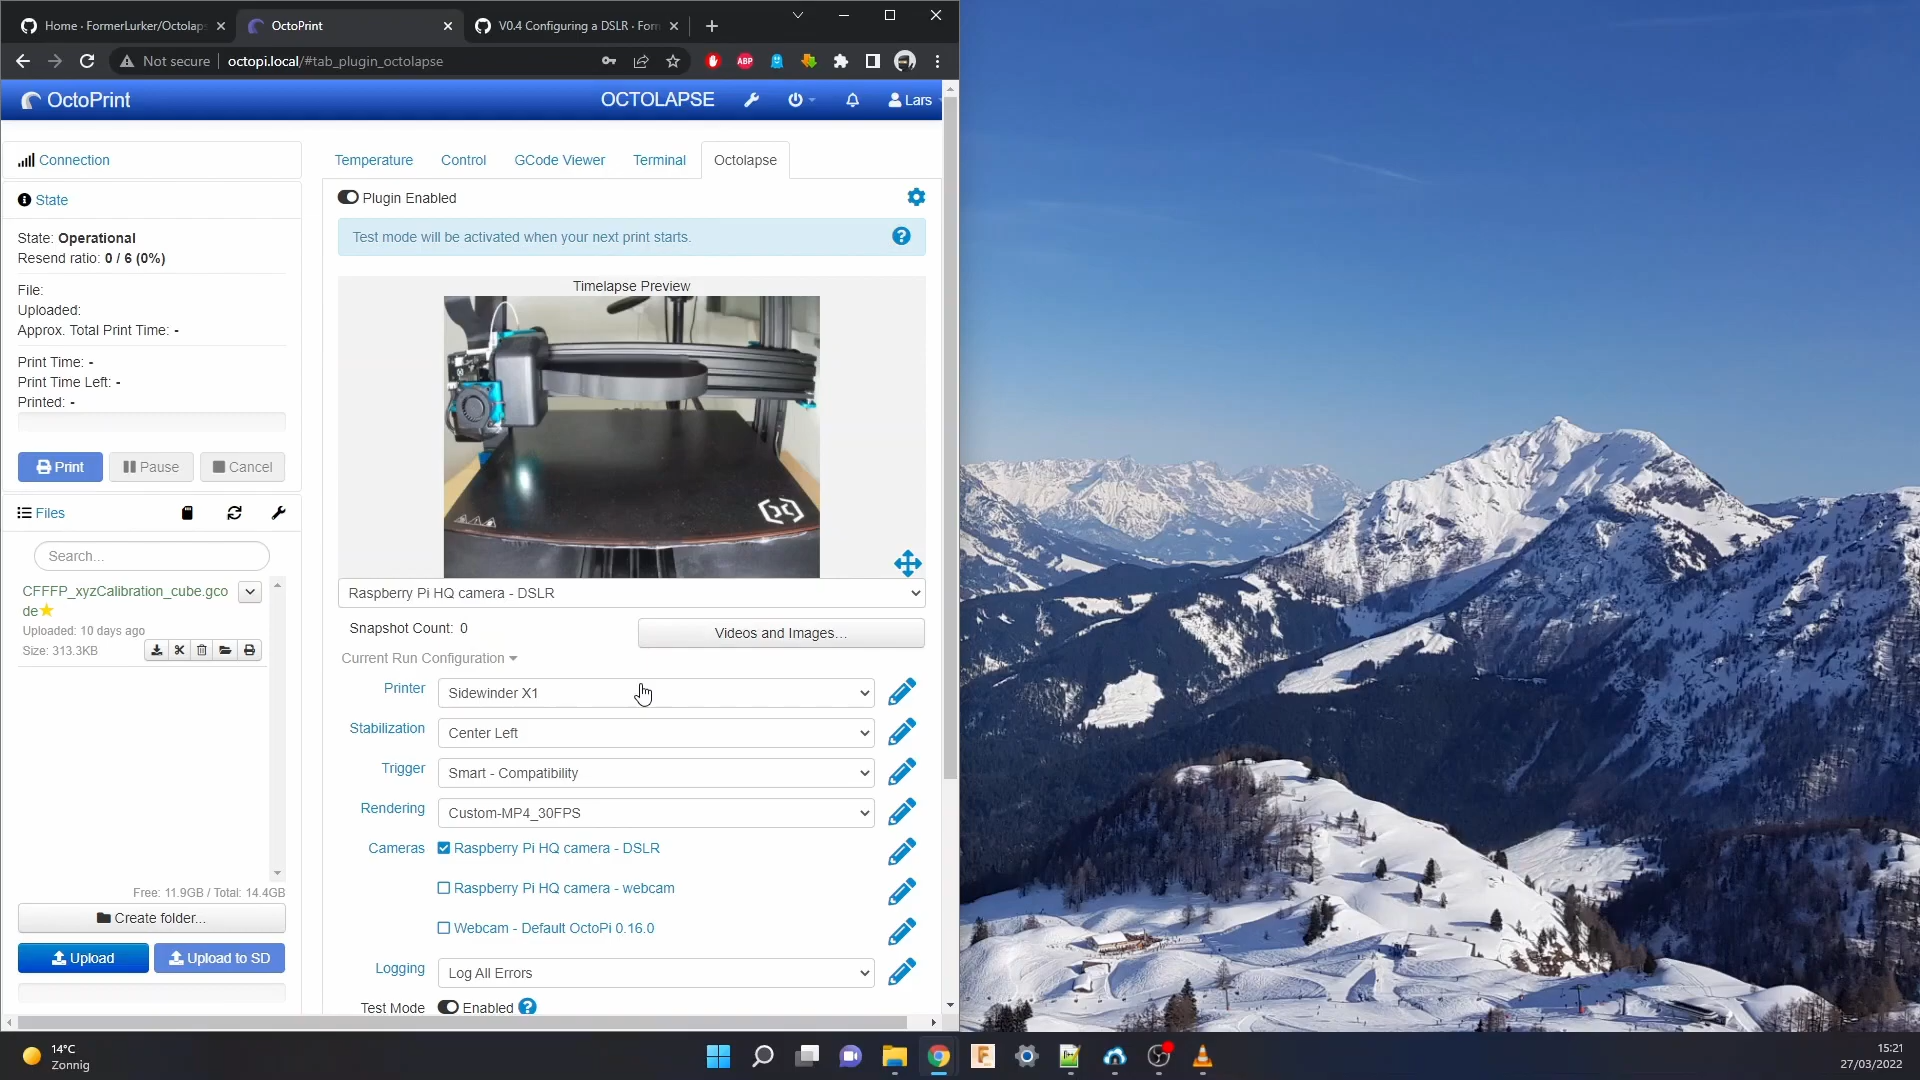 Home · FormerLurker/Octolaps
OctoPrint
V0.4 Configuring a DSLR · Form
Not secure
octopi.local/#tab_plugin_octolapse
ABP
OctoPrint
OCTOLAPSE
Lars
Connection
State
State: Operational
Resend ratio: 0 / 6 (0%)
File:
Uploaded:
Approx. Total Print Time: -
Print Time: -
Print Time Left: -
Printed: -
Print
Pause
Cancel
Files
Search...
CFFFP_xyzCalibration_cube.gco
de
Uploaded: 10 days ago
Size: 313.3KB
Free: 11.9GB / Total: 14.4GB
Create folder...
Upload
Upload to SD
Temperature
Control
GCode Viewer
Terminal
Octolapse
Plugin Enabled
Test mode will be activated when your next print starts.
Timelapse Preview
Raspberry Pi HQ camera - DSLR
Snapshot Count: 0
Videos and Images...
Current Run Configuration
Printer
Sidewinder X1
Stabilization
Center Left
Trigger
Smart - Compatibility
Rendering
Custom-MP4_30FPS
Cameras
Raspberry Pi HQ camera - DSLR
Raspberry Pi HQ camera - webcam
Webcam - Default OctoPi 0.16.0
Logging
Log All Errors
Test Mode
Enabled
14°C
Zonnig
15:21
27/03/2022